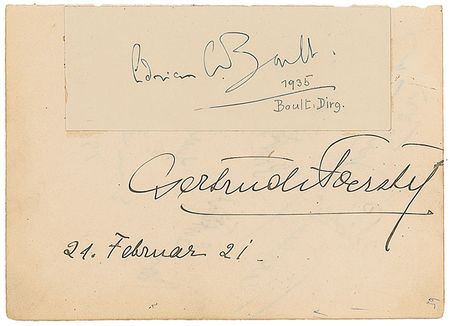 Adrian C Boult.
1935
Boult, Dirg.
Gertrude Foerstel
21. Februar 21.